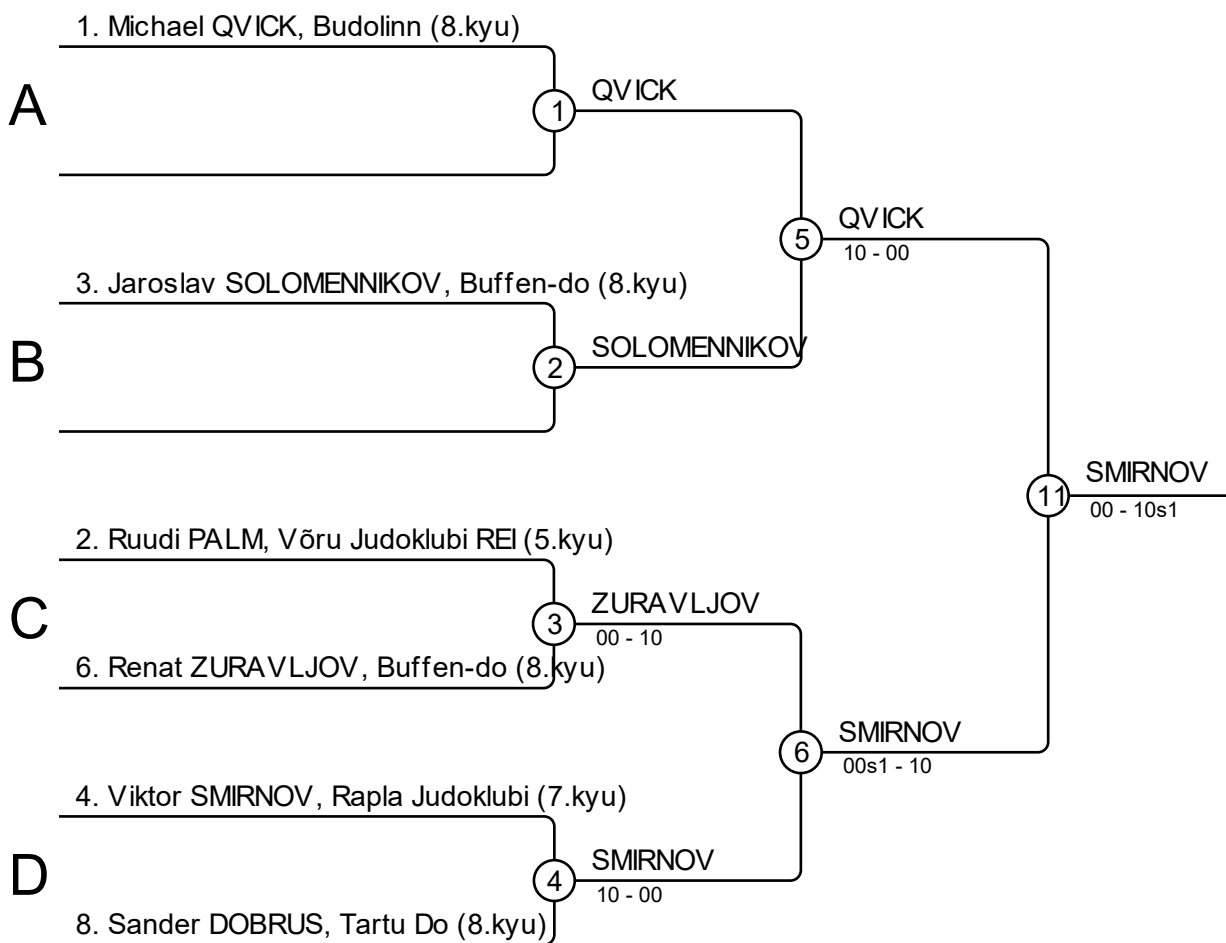 1. Michael QVICK, Budolinn (8.kyu)
A
1
QVICK
5
QVICK
10 - 00
3. Jaroslav SOLOMENNIKOV, Buffen-do (8.kyu)
B
2
SOLOMENNIKOV
11
SMIRNOV
00 - 10s1
2. Ruudi PALM, Võru Judoklubi REI (5.kyu)
C
3
ZURAVLJOV
00 - 10
6. Renat ZURAVLJOV, Buffen-do (8.kyu)
6
SMIRNOV
00s1 - 10
4. Viktor SMIRNOV, Rapla Judoklubi (7.kyu)
D
4
SMIRNOV
10 - 00
8. Sander DOBRUS, Tartu Do (8.kyu)